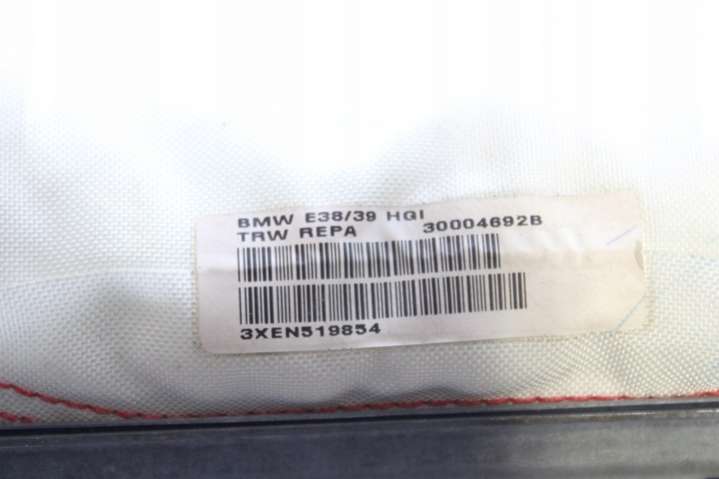 BMW E38/39 HGI
TRW REPA 30004692B
3XEN519854